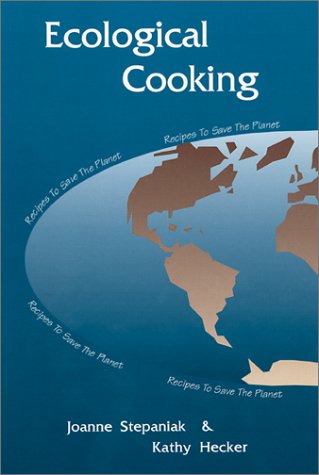 Ecological
Cooking
Recipes To Save The Planet
Recipes To Save The Planet
Recipes To Save The Planet
Recipes To Save The Planet
Joanne Stepaniak & Kathy Hecker